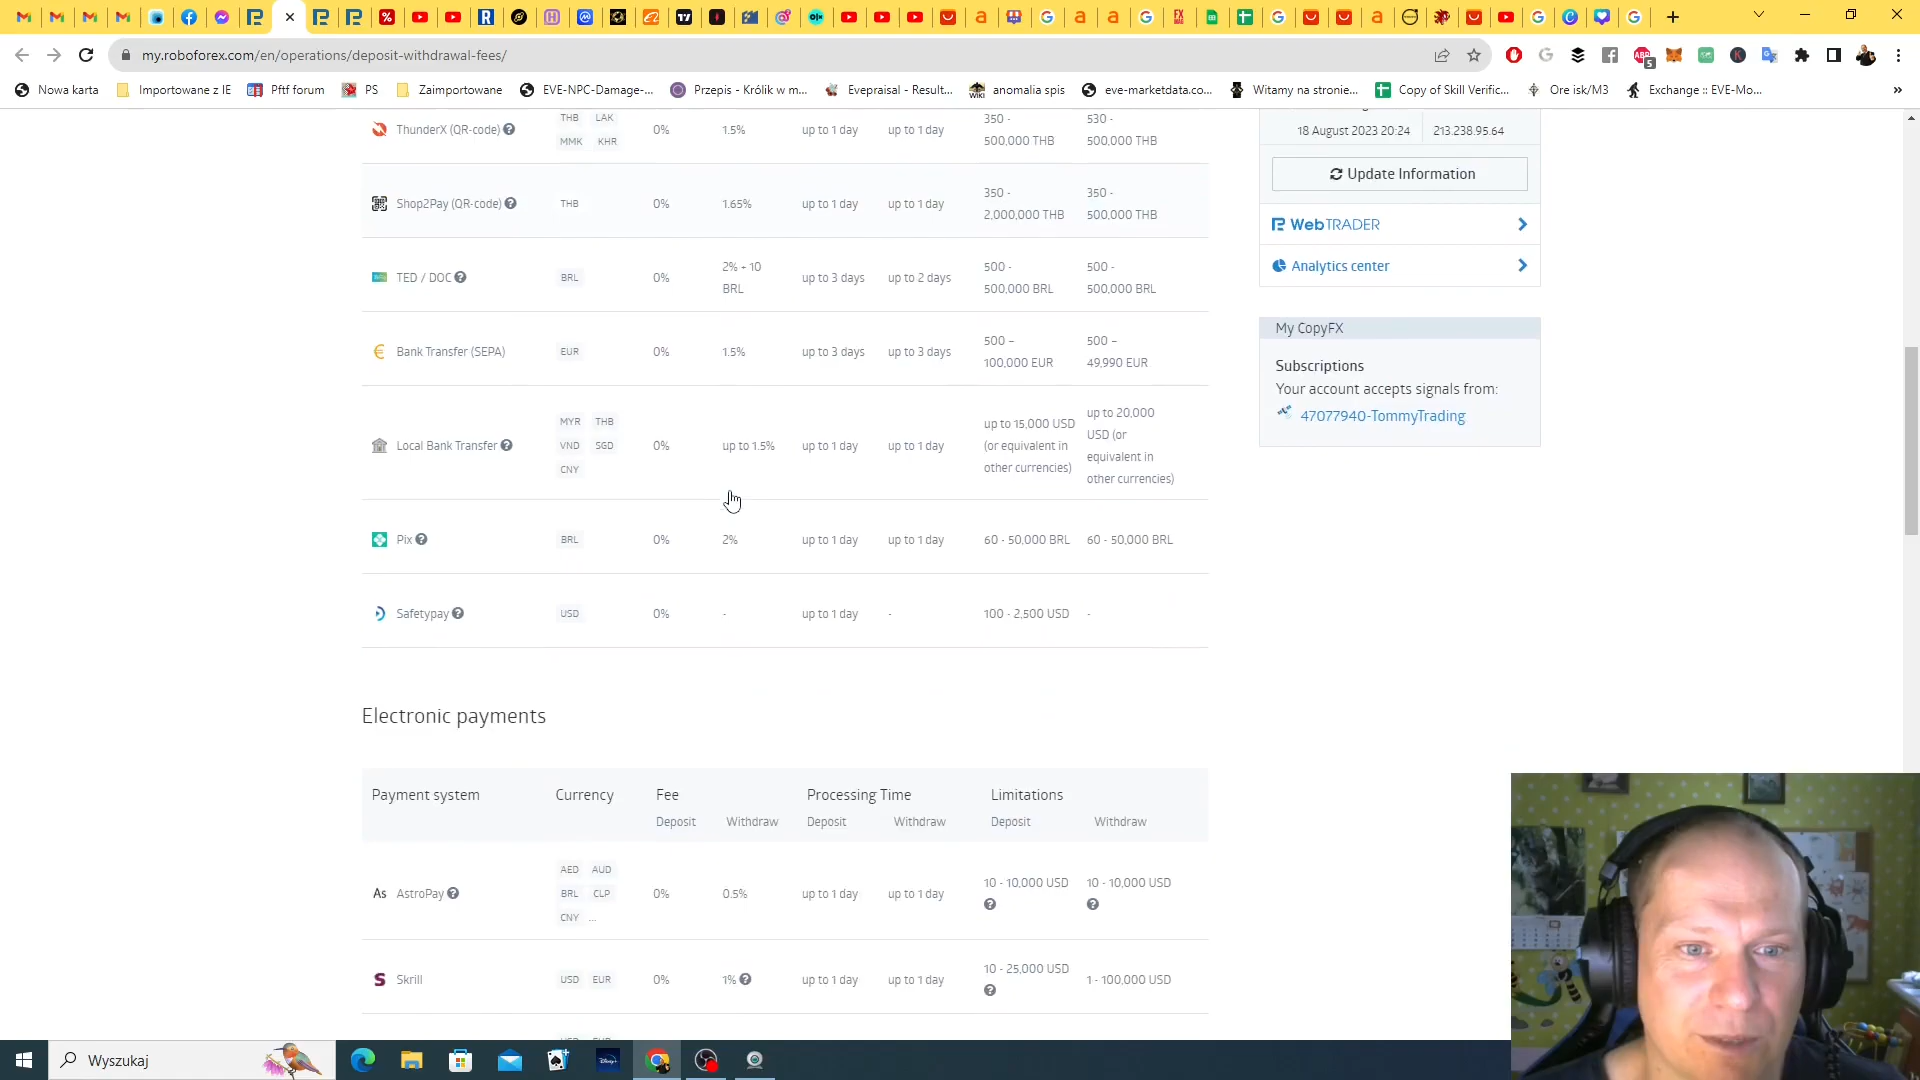 my.roboforex.com/en/operations/deposit-withdrawal-fees/
Nowa karta
Importowane z IE
Pftf forum
PS
Zaimportowane
EVE-NPC-Damage-...
Przepis - Królik w m...
Evepraisal - Result...
anomalia spis
eve-marketdata.co...
Witamy na stronie...
Copy of Skill Verific...
Ore isk/M3
Exchange :: EVE-Mo...
»
ThunderX (QR-code) THB LAK MMK KHR 0% 1.5% up to 1 day up to 1 day 350 - 500,000 THB 530 - 500,000 THB
Shop2Pay (QR-code) THB 0% 1.65% up to 1 day up to 1 day 350 - 2,000,000 THB 350 - 500,000 THB
TED / DOC BRL 0% 2% + 10 BRL up to 3 days up to 2 days 500 - 500,000 BRL 500 - 500,000 BRL
Bank Transfer (SEPA) EUR 0% 1.5% up to 3 days up to 3 days 500 – 100,000 EUR 500 – 49,990 EUR
Local Bank Transfer MYR THB VND SGD CNY 0% up to 1.5% up to 1 day up to 1 day up to 15,000 USD (or equivalent in other currencies) up to 20,000 USD (or equivalent in other currencies)
Pix BRL 0% 2% up to 1 day up to 1 day 60 - 50,000 BRL 60 - 50,000 BRL
Safetypay USD 0% - up to 1 day - 100 - 2,500 USD -
Electronic payments
Payment system Currency Fee Processing Time Limitations
Deposit Withdraw Deposit Withdraw Deposit Withdraw
As AstroPay AED AUD BRL CLP CNY ... 0% 0.5% up to 1 day up to 1 day 10 - 10,000 USD 10 - 10,000 USD
Skrill USD EUR 0% 1% up to 1 day up to 1 day 10 - 25,000 USD 1 - 100,000 USD
18 August 2023 20:24 213.238.95.64
Update Information
WebTRADER
Analytics center
My CopyFX
Subscriptions
Your account accepts signals from:
47077940-TommyTrading
Wyszukaj